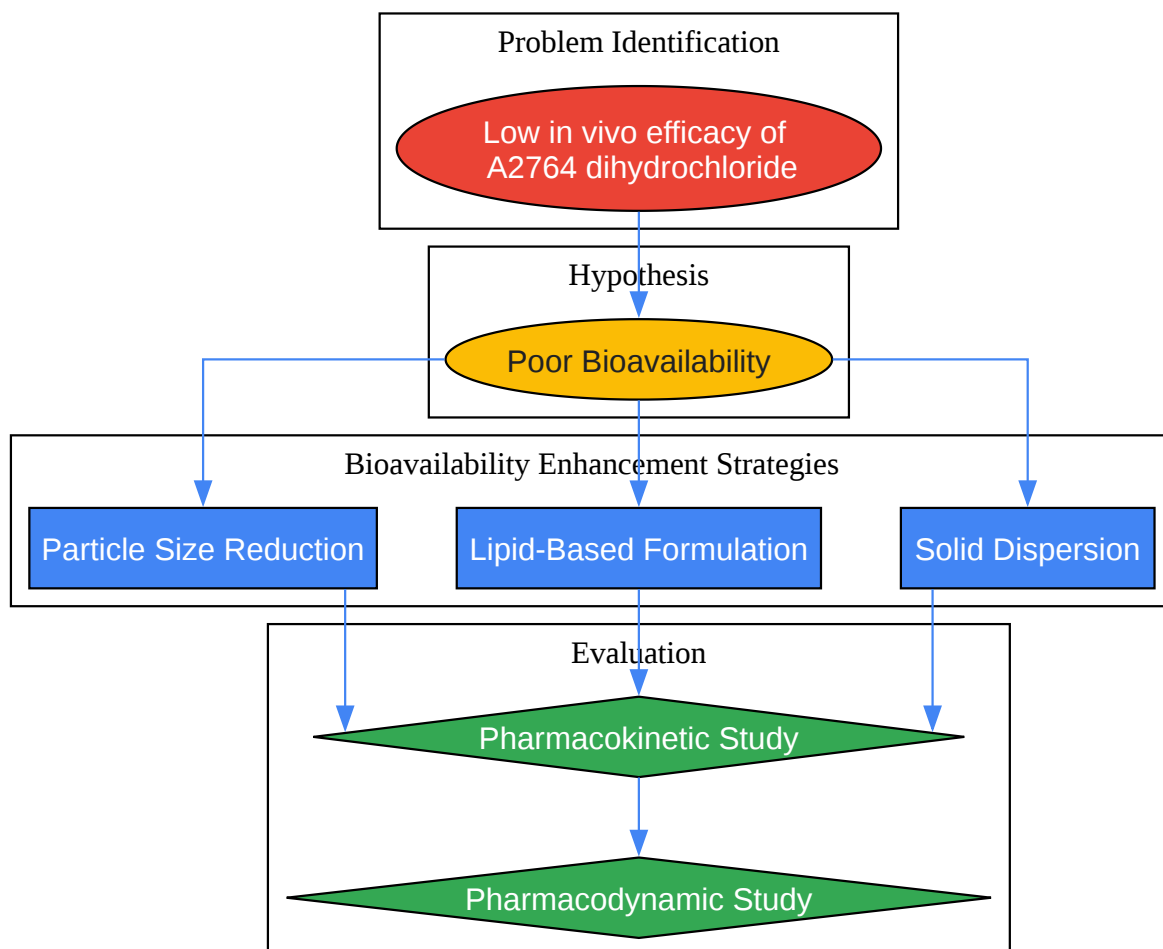 Problem Identification
Low in vivo efficacy of
A2764 dihydrochloride
Hypothesis
Poor Bioavailability
Bioavailability Enhancement Strategies
Particle Size Reduction
Lipid-Based Formulation
Solid Dispersion
Evaluation
Pharmacokinetic Study
Pharmacodynamic Study